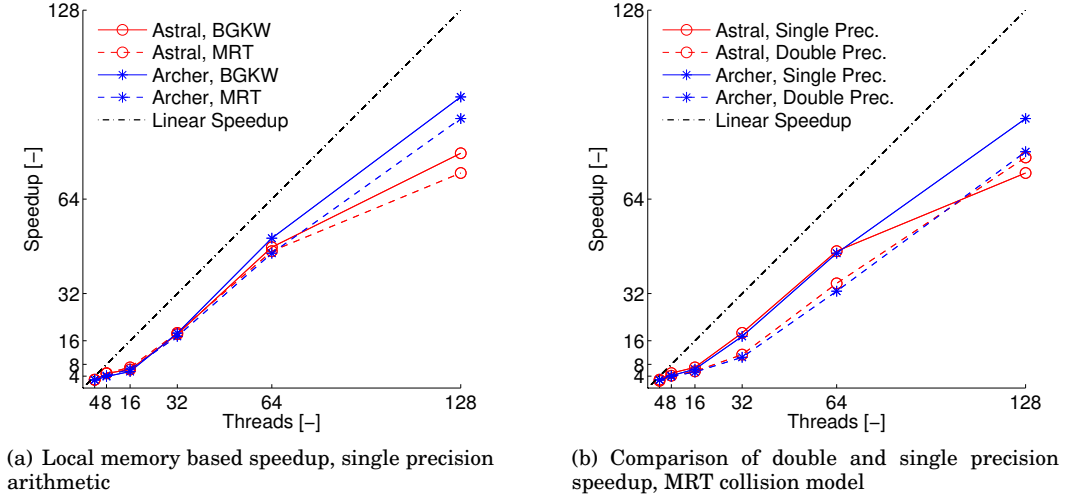 128
64
32
16
8
4
Speedup [−]
Astral, BGKW
Astral, MRT
Archer, BGKW
Archer, MRT
Linear Speedup
4 8 16 32 64 128
Threads [−]
(a) Local memory based speedup, single precision
arithmetic
128
64
32
16
8
4
Speedup [−]
Astral, Single Prec.
Astral, Double Prec.
Archer, Single Prec.
Archer, Double Prec.
Linear Speedup
4 8 16 32 64 128
Threads [−]
(b) Comparison of double and single precision
speedup, MRT collision model